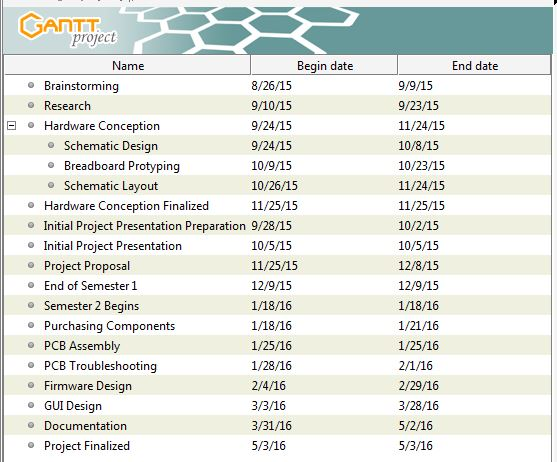 GANTT
project
Name Begin date End date
Brainstorming 8/26/15 9/9/15
Research 9/10/15 9/23/15
Hardware Conception 9/24/15 11/24/15
Schematic Design 9/24/15 10/8/15
Breadboard Protyping 10/9/15 10/23/15
Schematic Layout 10/26/15 11/24/15
Hardware Conception Finalized 11/25/15 11/25/15
Initial Project Presentation Preparation 9/28/15 10/2/15
Initial Project Presentation 10/5/15 10/5/15
Project Proposal 11/25/15 12/8/15
End of Semester 1 12/9/15 12/9/15
Semester 2 Begins 1/18/16 1/18/16
Purchasing Components 1/18/16 1/21/16
PCB Assembly 1/25/16 1/25/16
PCB Troubleshooting 1/28/16 2/1/16
Firmware Design 2/4/16 2/29/16
GUI Design 3/3/16 3/28/16
Documentation 3/31/16 5/2/16
Project Finalized 5/3/16 5/3/16